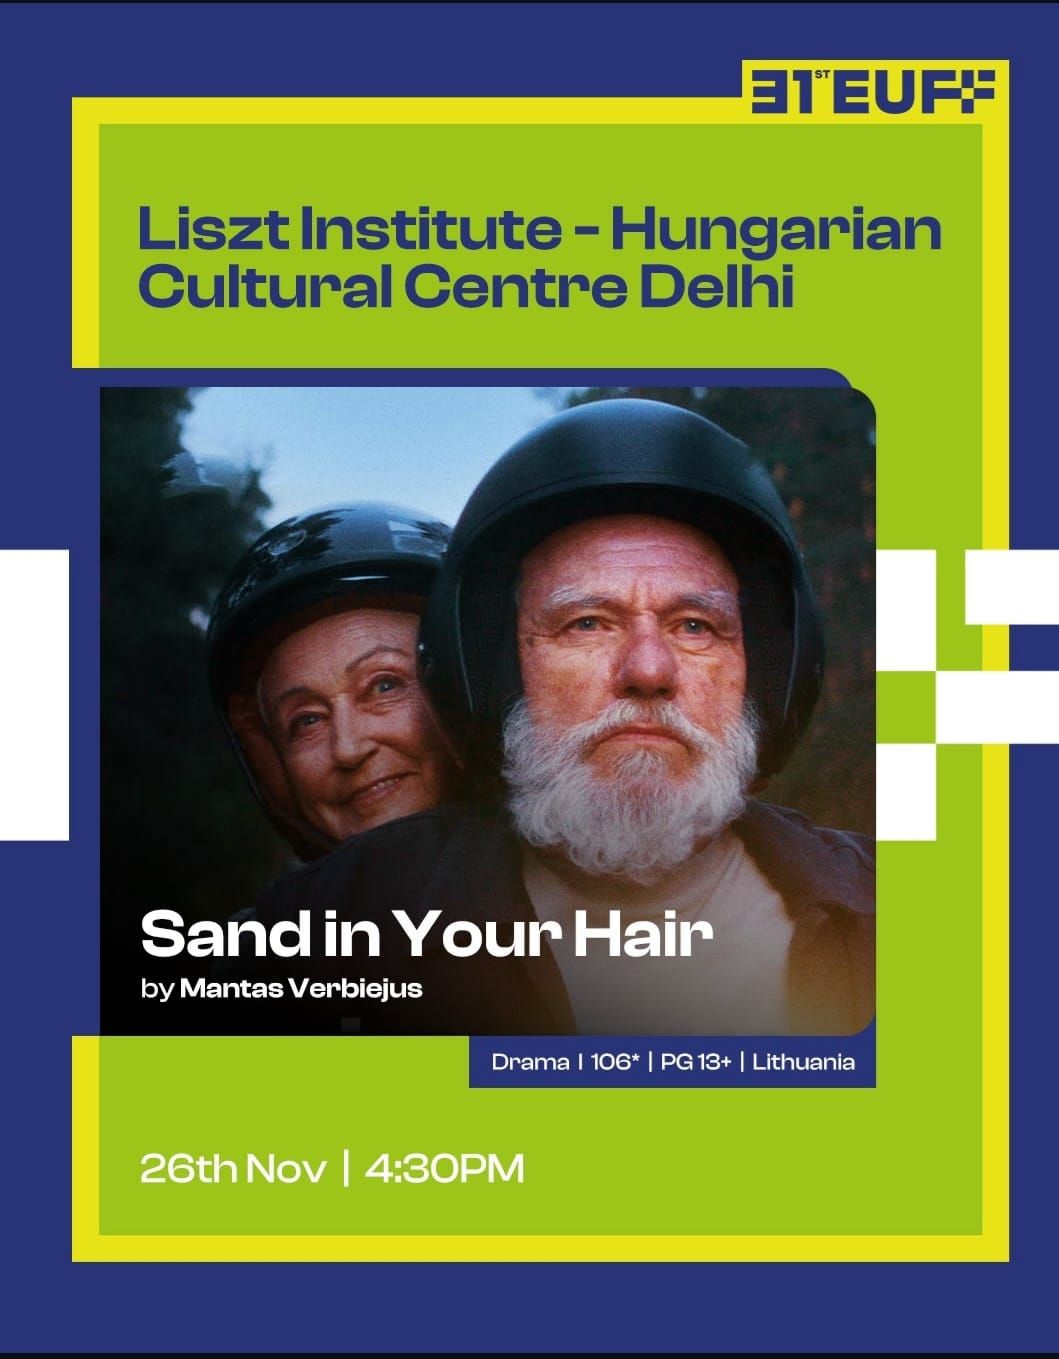 31ST EUFF
Liszt Institute - Hungarian
Cultural Centre Delhi
Sand in Your Hair
by Mantas Verbiejus
Drama I 106* | PG 13+ | Lithuania
26th Nov | 4:30PM